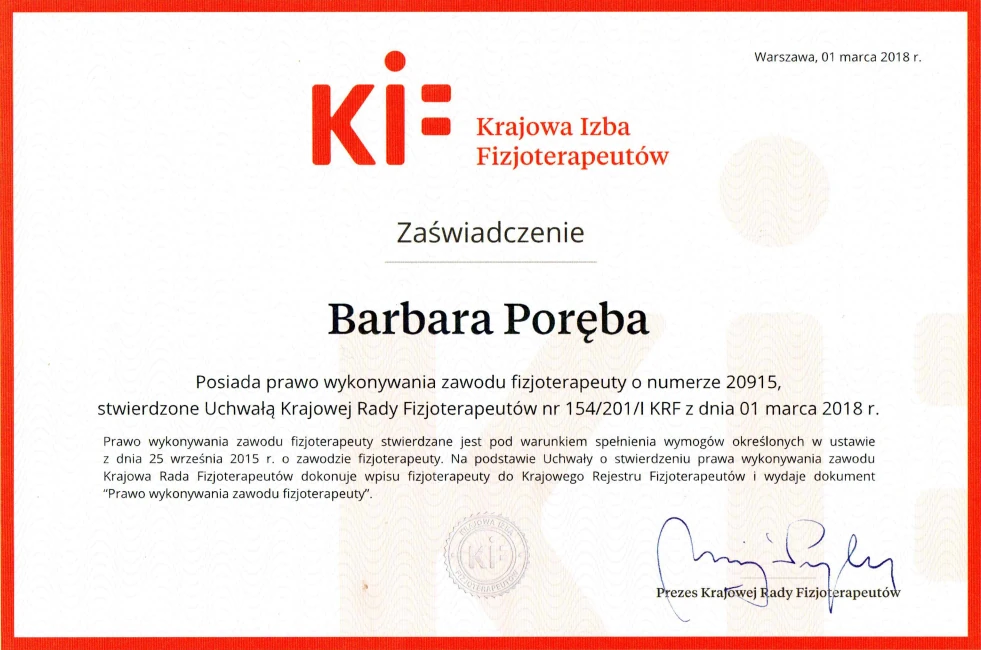 Warszawa, 01 marca 2018 r.
KIF
Krajowa Izba
Fizjoterapeutów
Zaświadczenie
Barbara Poręba
Posiada prawo wykonywania zawodu fizjoterapeuty o numerze 20915,
stwierdzone Uchwałą Krajowej Rady Fizjoterapeutów nr 154/201/I KRF z dnia 01 marca 2018 r.
Prawo wykonywania zawodu fizjoterapeuty stwierdzane jest pod warunkiem spełnienia wymogów określonych w ustawie
z dnia 25 września 2015 r. o zawodzie fizjoterapeuty. Na podstawie Uchwały o stwierdzeniu prawa wykonywania zawodu
Krajowa Rada Fizjoterapeutów dokonuje wpisu fizjoterapeuty do Krajowego Rejestru Fizjoterapeutów i wydaje dokument
“Prawo wykonywania zawodu fizjoterapeuty”.
KRAJOWA IZBA
KIF
FIZJOTERAPEUTÓW
Prezes Krajowej Rady Fizjoterapeutów